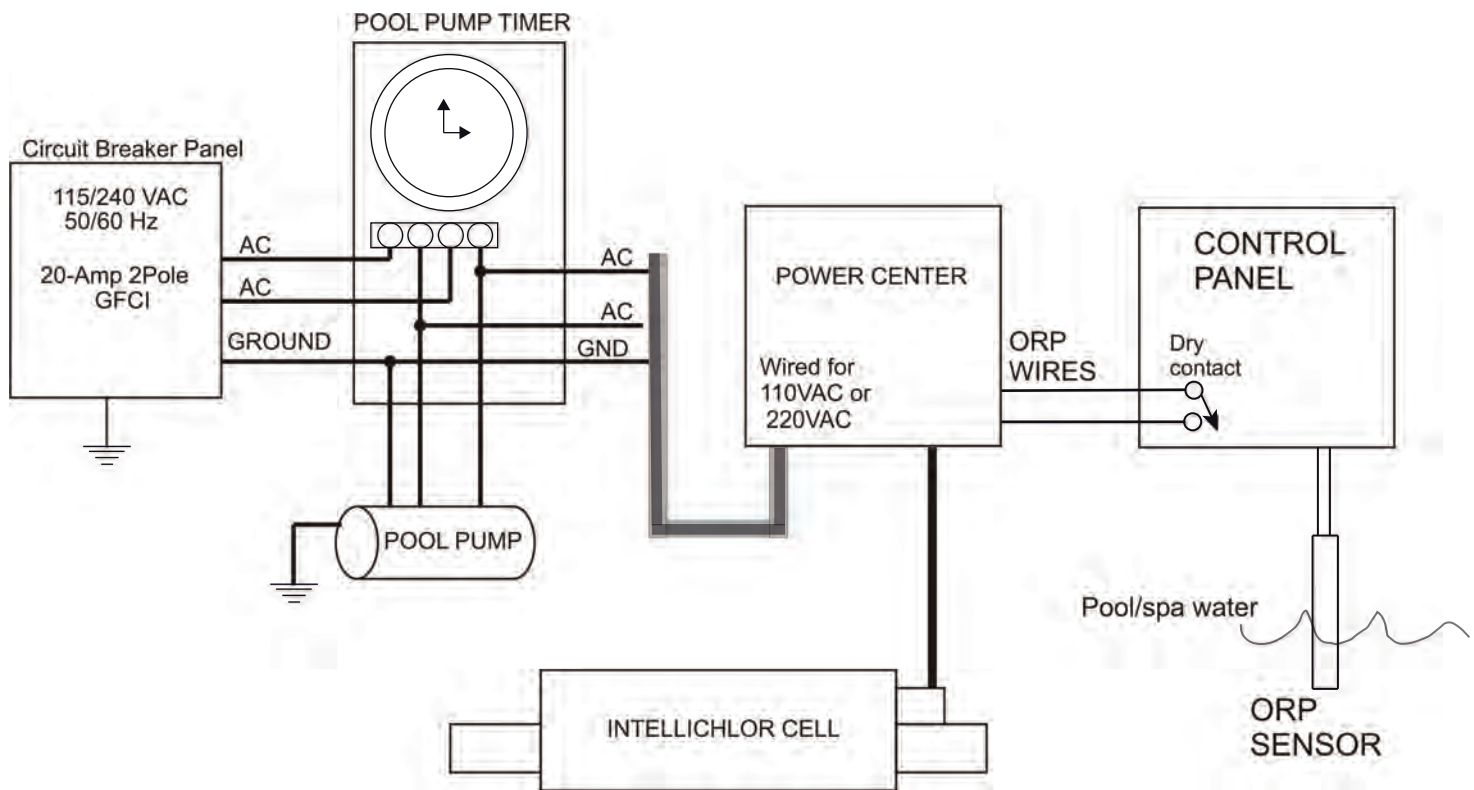 POOL PUMP TIMER
Circuit Breaker Panel
115/240 VAC
50/60 Hz
20-Amp 2Pole
GFCI
AC
AC
GROUND
AC
AC
GND
POOL PUMP
POWER CENTER
Wired for
110VAC or
220VAC
ORP
WIRES
CONTROL
PANEL
Dry
contact
Pool/spa water
ORP
SENSOR
INTELLICHLOR CELL